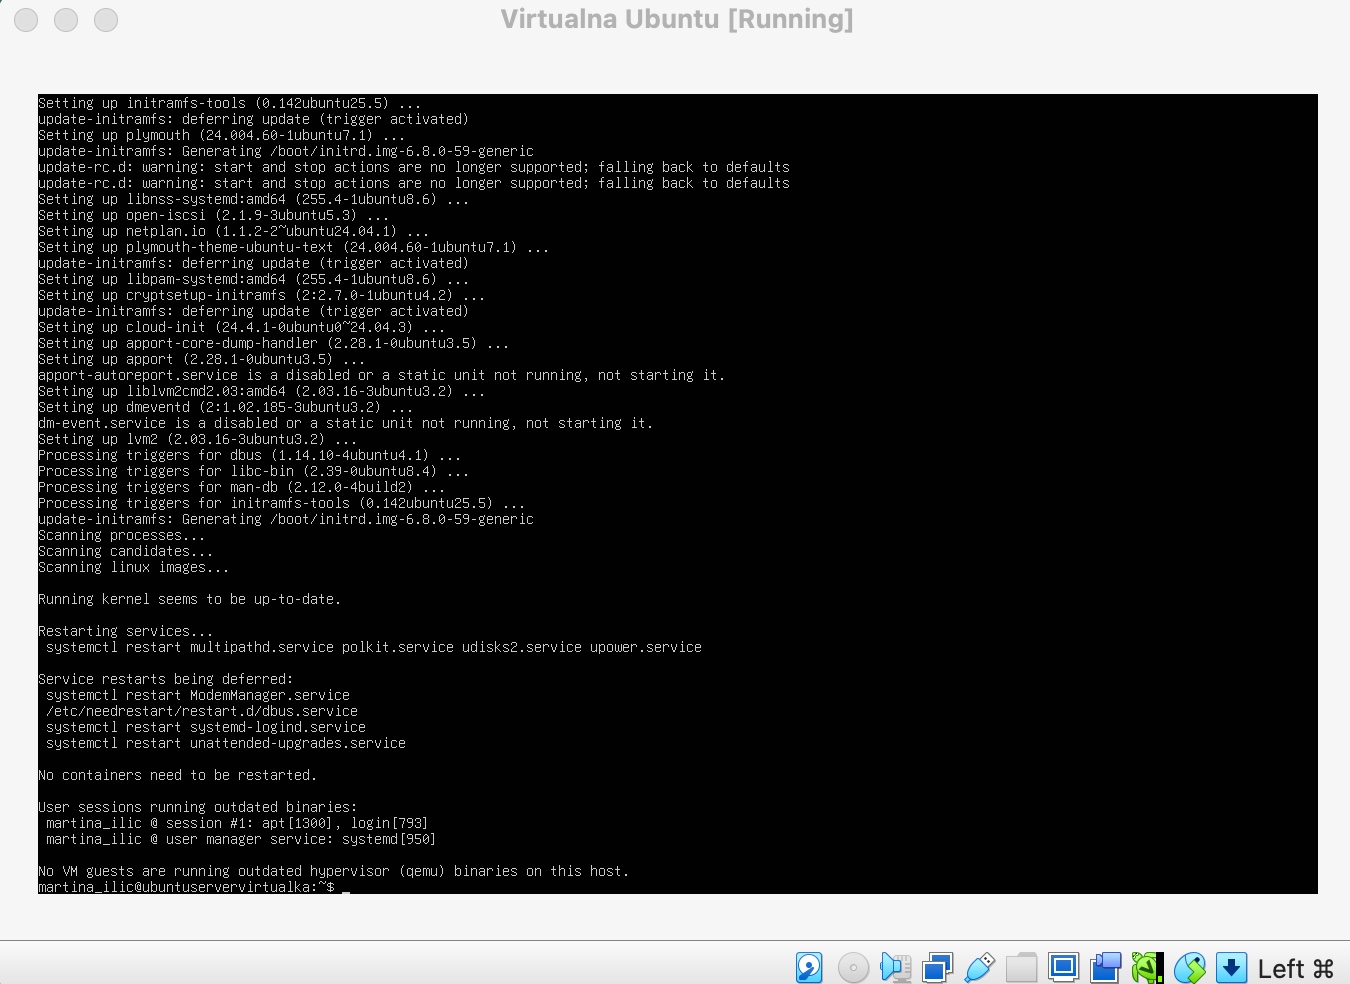 Virtualna Ubuntu [Running]
Setting up initramfs-tools (0.142ubuntu25.5) ...
update-initramfs: deferring update (trigger activated)
Setting up plymouth (24.004.60-1ubuntu7.1) ...
update-initramfs: Generating /boot/initrd.img-6.8.0-59-generic
update-rc.d: warning: start and stop actions are no longer supported; falling back to defaults
update-rc.d: warning: start and stop actions are no longer supported; falling back to defaults
Setting up libnss-systemd:amd64 (255.4-1ubuntu8.6) ...
Setting up open-iscsi (2.1.9-3ubuntu5.3) ...
Setting up netplan.io (1.1.2-2~ubuntu24.04.1) ...
Setting up plymouth-theme-ubuntu-text (24.004.60-1ubuntu7.1) ...
update-initramfs: deferring update (trigger activated)
Setting up libpam-systemd:amd64 (255.4-1ubuntu8.6) ...
Setting up cryptsetup-initramfs (2:2.7.0-1ubuntu4.2) ...
update-initramfs: deferring update (trigger activated)
Setting up cloud-init (24.4.1-0ubuntu0~24.04.3) ...
Setting up apport-core-dump-handler (2.28.1-0ubuntu3.5) ...
Setting up apport (2.28.1-0ubuntu3.5) ...
apport-autoreport.service is a disabled or a static unit not running, not starting it.
Setting up liblvm2cmd2.03:amd64 (2.03.16-3ubuntu3.2) ...
Setting up dmeventd (2:1.02.185-3ubuntu3.2) ...
dm-event.service is a disabled or a static unit not running, not starting it.
Setting up lvm2 (2.03.16-3ubuntu3.2) ...
Processing triggers for dbus (1.14.10-4ubuntu4.1) ...
Processing triggers for libc-bin (2.39-0ubuntu8.4) ...
Processing triggers for man-db (2.12.0-4build2) ...
Processing triggers for initramfs-tools (0.142ubuntu25.5) ...
update-initramfs: Generating /boot/initrd.img-6.8.0-59-generic
Scanning processes...
Scanning candidates...
Scanning linux images...
Running kernel seems to be up-to-date.
Restarting services...
systemctl restart multipathd.service polkit.service udisks2.service upower.service
Service restarts being deferred:
systemctl restart ModemManager.service
/etc/needrestart/restart.d/dbus.service
systemctl restart systemd-logind.service
systemctl restart unattended-upgrades.service
No containers need to be restarted.
User sessions running outdated binaries:
martina_ilic @ session #1: apt[1300], login[793]
martina_ilic @ user manager service: systemd[950]
No VM guests are running outdated hypervisor (qemu) binaries on this host.
martina_ilic@ubuntuservervirtualka:~$ _
Left ⌘